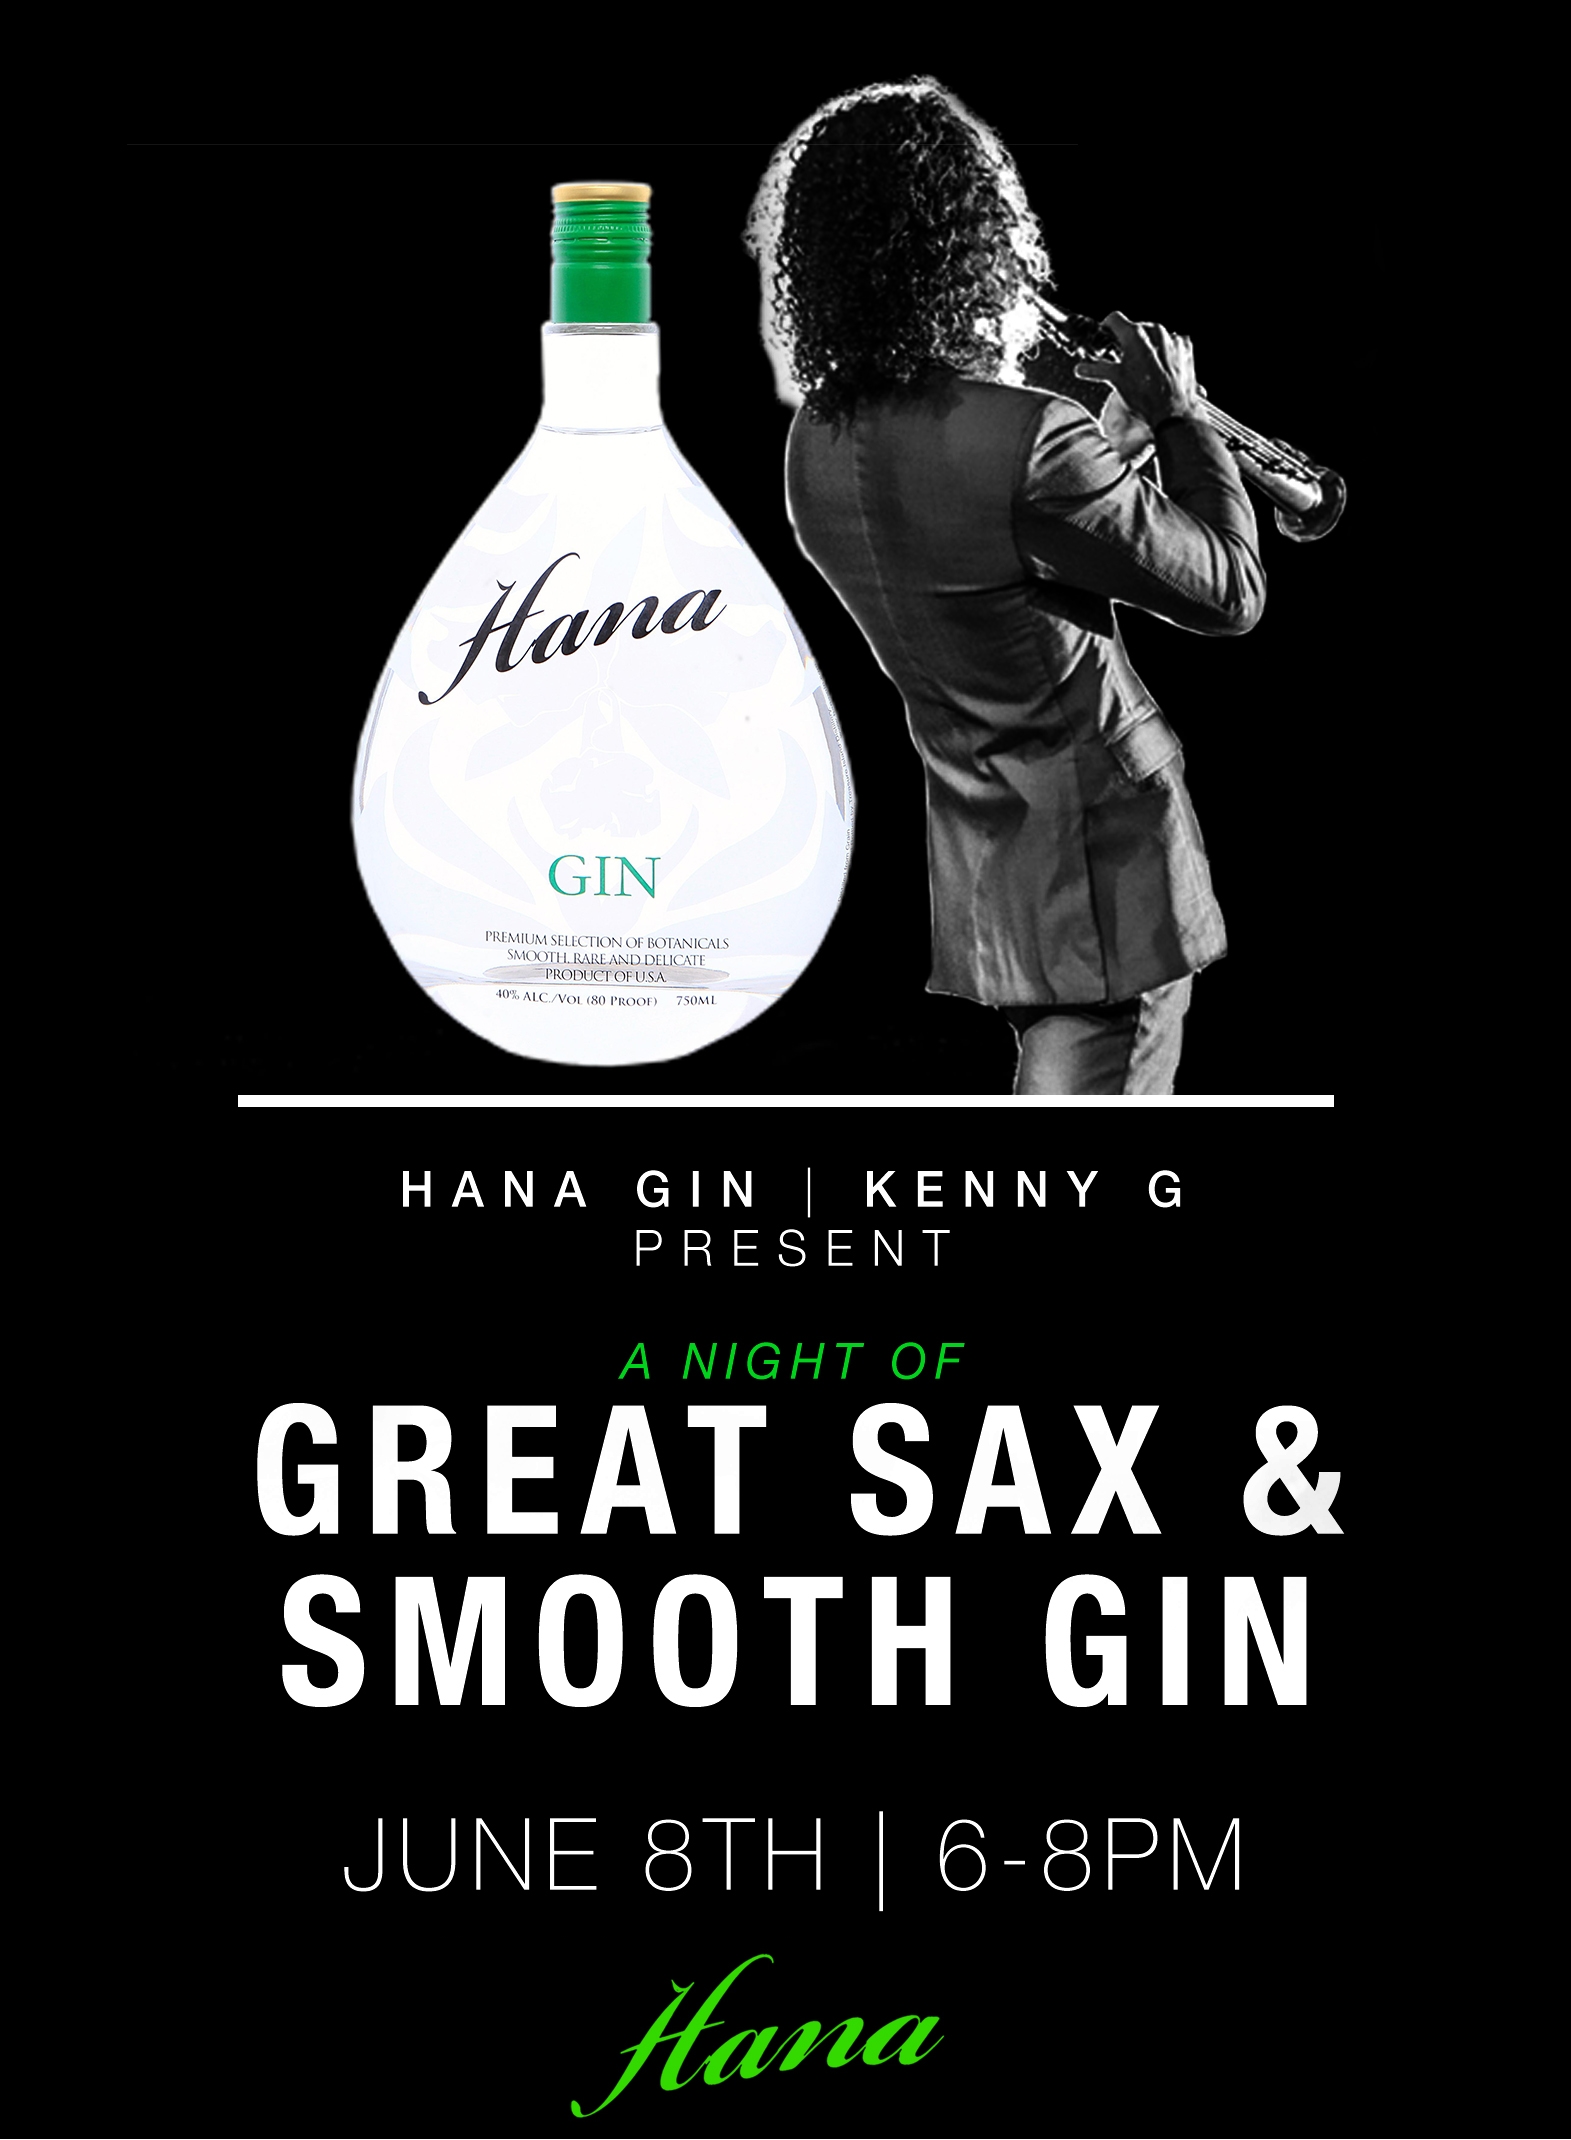 Hana
GIN
PREMIUM SELECTION OF BOTANICALS
SMOOTH, RARE AND DELICATE
PRODUCT OF U.S.A.
40% ALC./VOL (80 PROOF) 750ML
HANA GIN | KENNY G
PRESENT
A NIGHT OF
GREAT SAX &
SMOOTH GIN
JUNE 8TH | 6-8PM
Hana